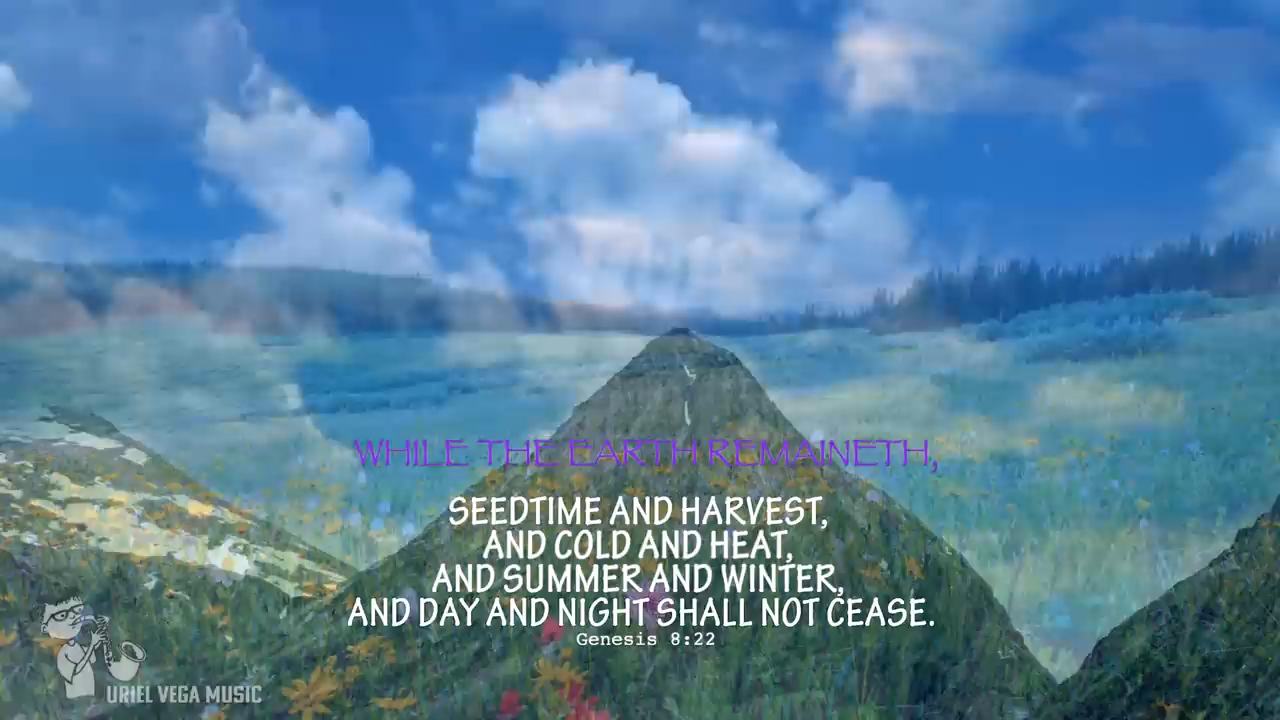 WHILE THE EARTH REMAINETH,
SEEDTIME AND HARVEST,
AND COLD AND HEAT,
AND SUMMER AND WINTER,
AND DAY AND NIGHT SHALL NOT CEASE.
Genesis 8:22
URIEL VEGA MUSIC